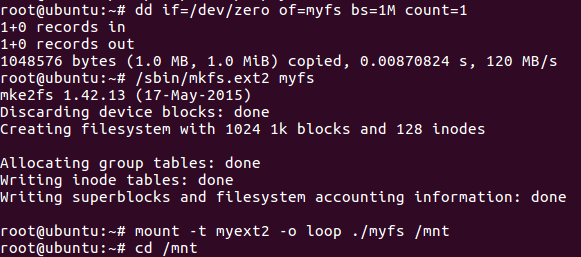 root@ubuntu:~# dd if=/dev/zero of=myfs bs=1M count=1
1+0 records in
1+0 records out
1048576 bytes (1.0 MB, 1.0 MiB) copied, 0.00870824 s, 120 MB/s
root@ubuntu:~# /sbin/mkfs.ext2 myfs
mke2fs 1.42.13 (17-May-2015)
Discarding device blocks: done
Creating filesystem with 1024 1k blocks and 128 inodes

Allocating group tables: done
Writing inode tables: done
Writing superblocks and filesystem accounting information: done

root@ubuntu:~# mount -t myext2 -o loop ./myfs /mnt
root@ubuntu:~# cd /mnt